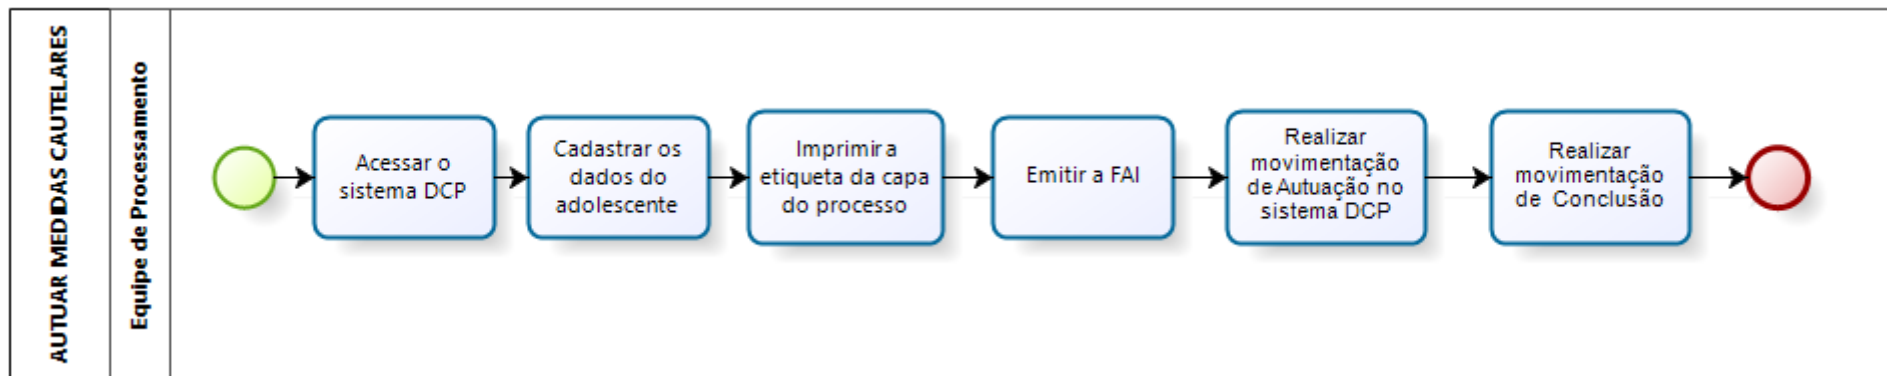 AUTUAR MEDIDAS CAUTELARES
Equipe de Processamento
Acessar o
sistema DCP
Cadastrar os
dados do
adolescente
Imprimir a
etiqueta da capa
do processo
Emitir a FAI
Realizar
movimentação
de Autuação no
sistema DCP
Realizar
movimentação
de Conclusão